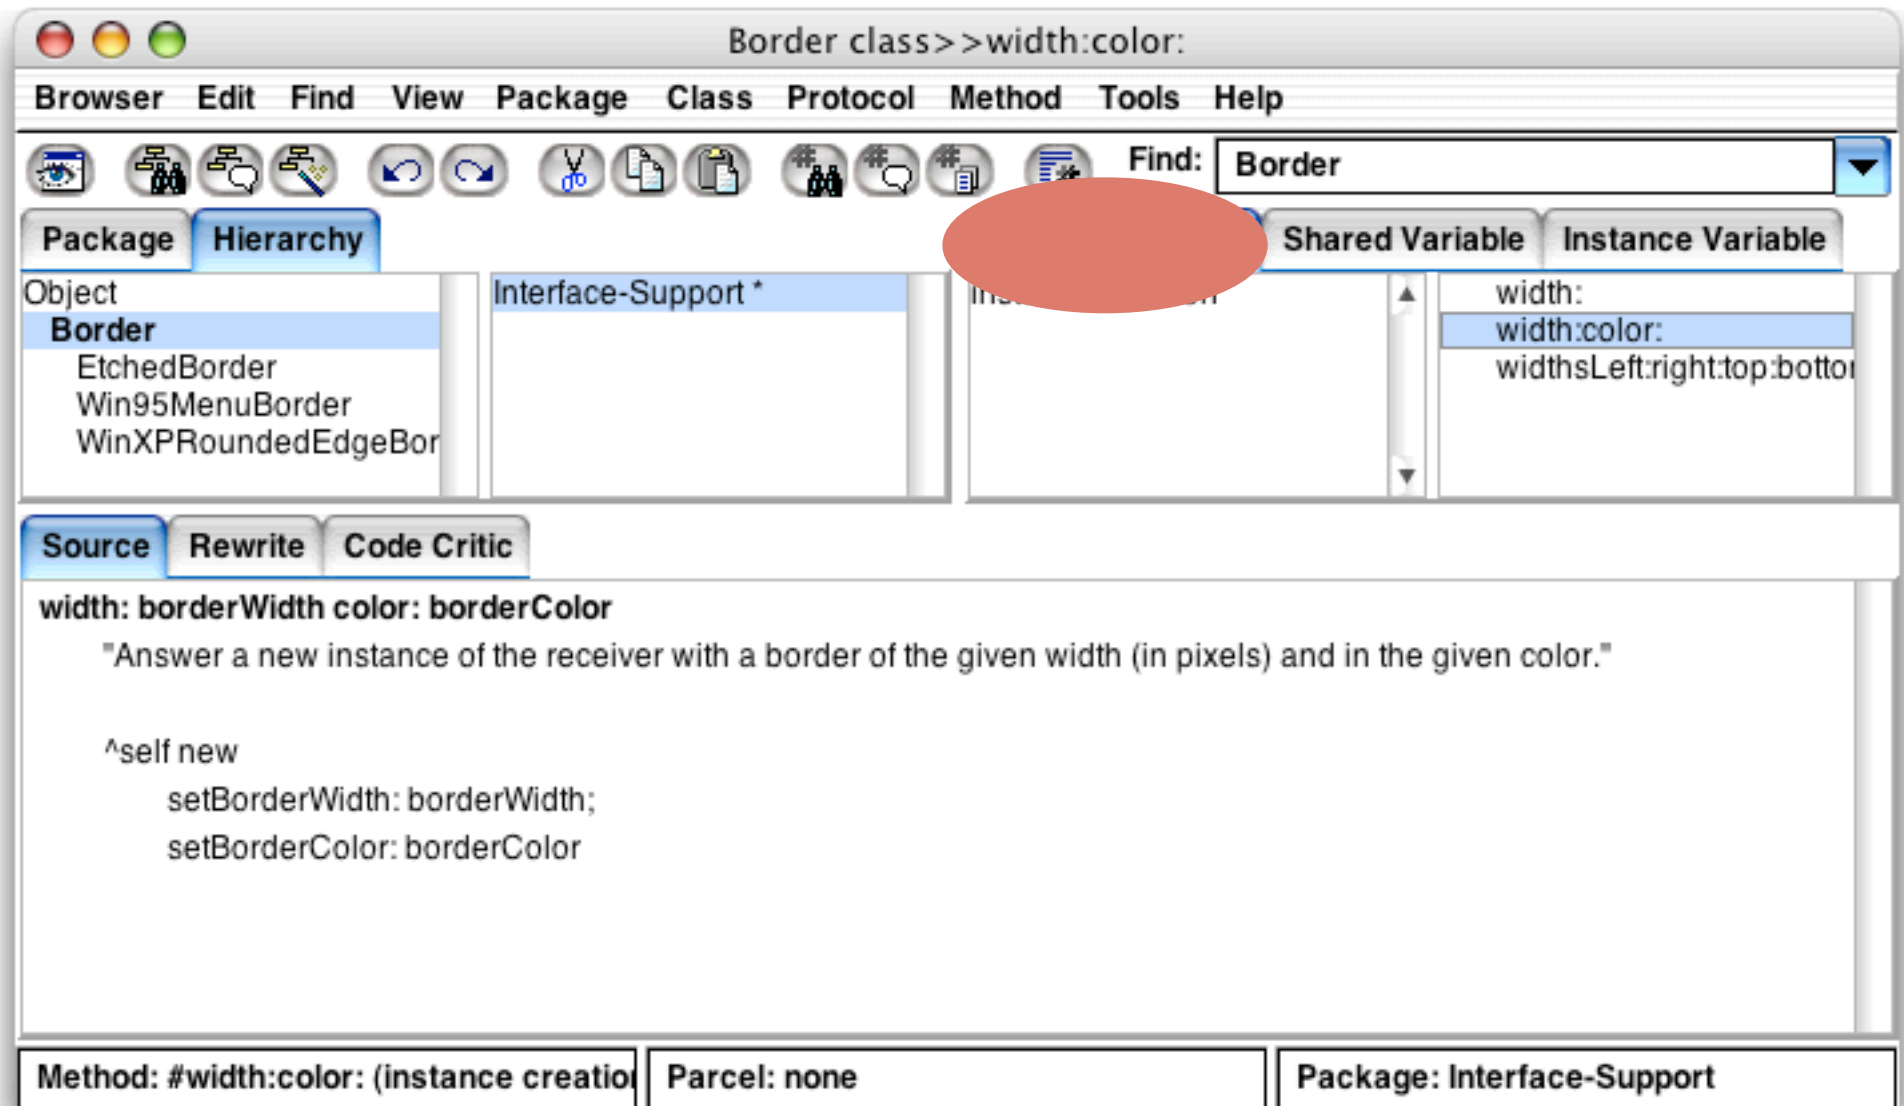 Border class>>width:color:
Browser Edit Find View Package Class Protocol Method Tools Help
Find: Border
Package Hierarchy Shared Variable Instance Variable
Object
Border
EtchedBorder
Win95MenuBorder
WinXPRoundedEdgeBor
Interface-Support *
width:
width:color:
widthsLeft:right:top:bottor
Source Rewrite Code Critic
width: borderWidth color: borderColor
"Answer a new instance of the receiver with a border of the given width (in pixels) and in the given color."
^self new
setBorderWidth: borderWidth;
setBorderColor: borderColor
Method: #width:color: (instance creation
Parcel: none
Package: Interface-Support